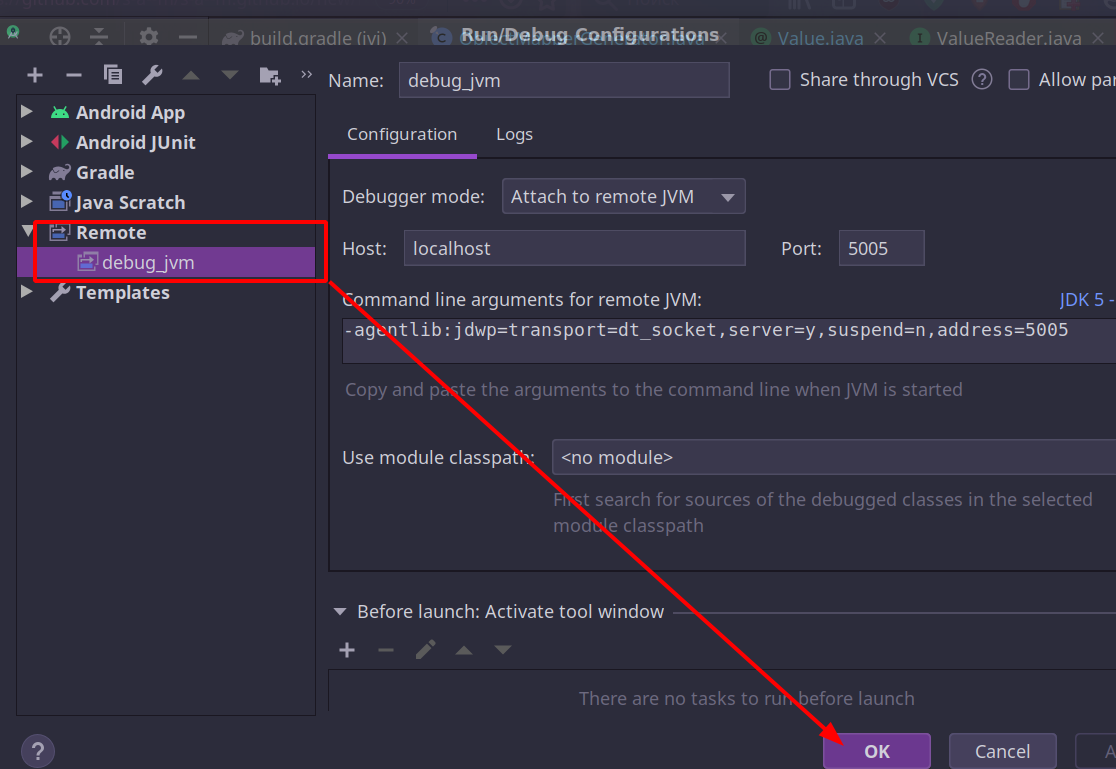 Run/Debug Configurations
build.gradle (ivi)
Value.java
ValueReader.java
Name:
debug_jvm
Share through VCS
?
Allow par
Android App
Android JUnit
Gradle
Java Scratch
Remote
debug_jvm
Templates
Configuration
Logs
Debugger mode:
Attach to remote JVM
Host:
localhost
Port:
5005
Command line arguments for remote JVM:
JDK 5 -
-agentlib:jdwp=transport=dt_socket,server=y,suspend=n,address=5005
Copy and paste the arguments to the command line when JVM is started
Use module classpath:
<no module>
First search for sources of the debugged classes in the selected
module classpath
Before launch: Activate tool window
There are no tasks to run before launch
?
OK
Cancel
A